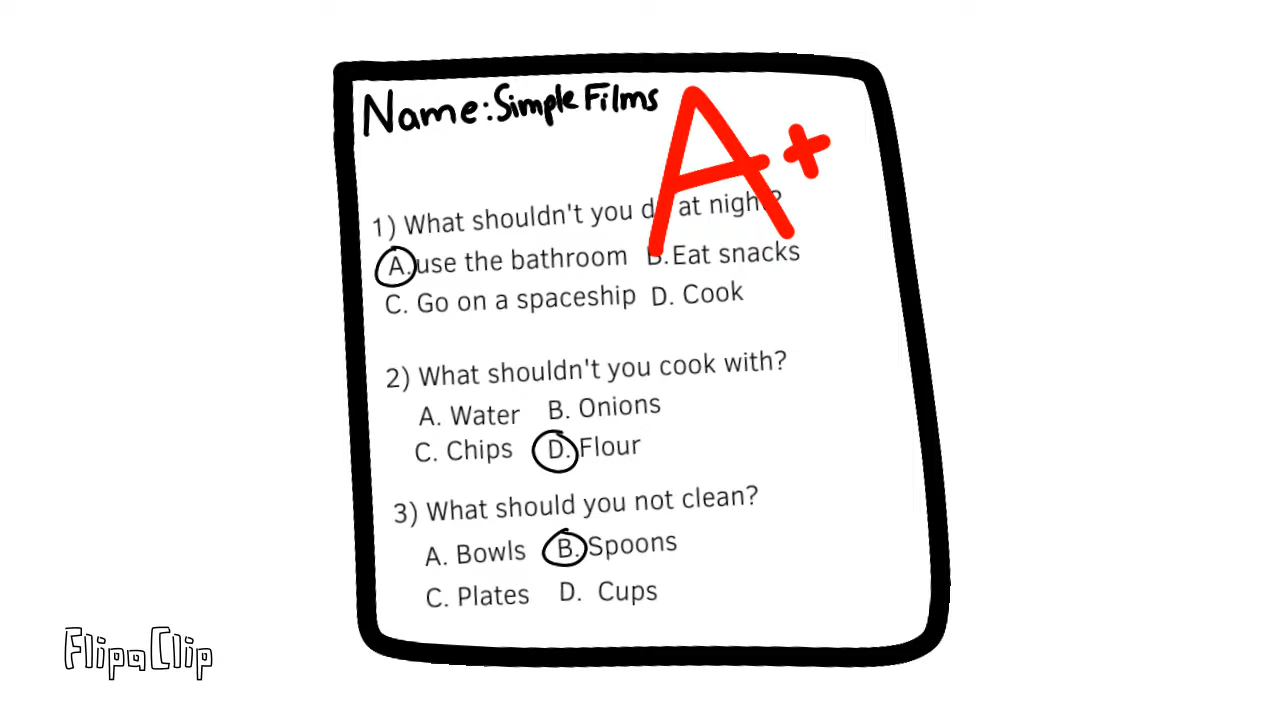 Name: Simple Films
A+
1) What shouldn't you do at night?
A. use the bathroom B. Eat snacks
C. Go on a spaceship D. Cook
2) What shouldn't you cook with?
A. Water B. Onions
C. Chips D. Flour
3) What should you not clean?
A. Bowls B. Spoons
C. Plates D. Cups
FlipaClip